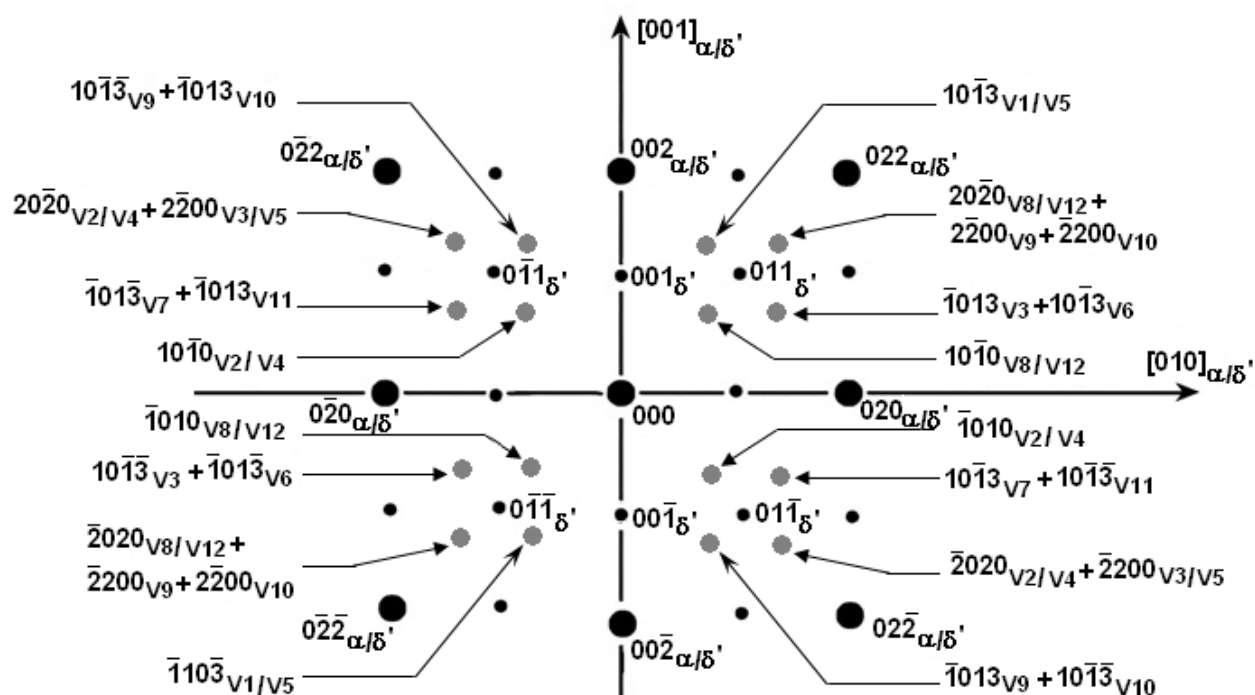 [001]α/δ'
101̄3̄V9 + 1̄013V10
101̄3V1/V5
02̄2α/δ'
002α/δ'
022α/δ'
202̄0V2/V4 + 22̄00V3/V5
202̄0V8/V12 +
22̄00V9 + 2̄200V10
01̄1δ'
001δ'
011δ'
1̄013̄V7 + 1̄013V11
1̄013V3 + 101̄3V6
101̄0V2/V4
101̄0V8/V12
[010]α/δ'
02̄0α/δ'
000
020α/δ'
1̄010V8/V12
1̄010V2/V4
101̄3̄V3 + 1̄013̄V6
101̄3V7 + 101̄3̄V11
01̄1̄δ'
001̄δ'
011̄δ'
2̄020V8/V12 +
2̄200V9 + 22̄00V10
2̄020V2/V4 + 2̄200V3/V5
02̄2̄α/δ'
002̄α/δ'
022̄α/δ'
1̄103̄V1/V5
1̄013V9 + 101̄3̄V10